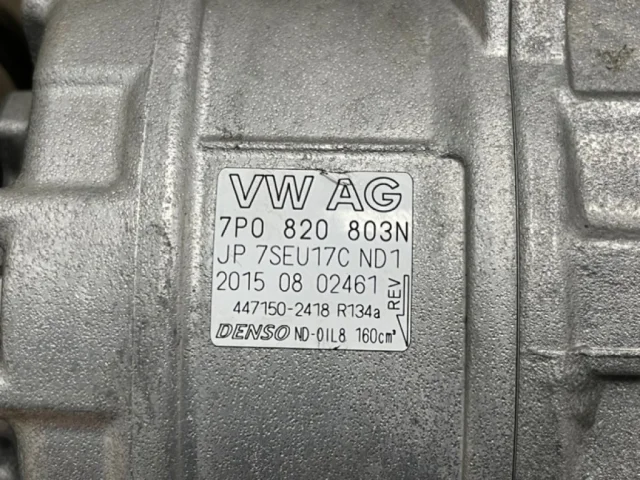 VW AG
7P0 820 803N
JP 7SEU17C ND1
2015 08 02461
REV
447150-2418 R134a
DENSO ND-OIL8 160cm³